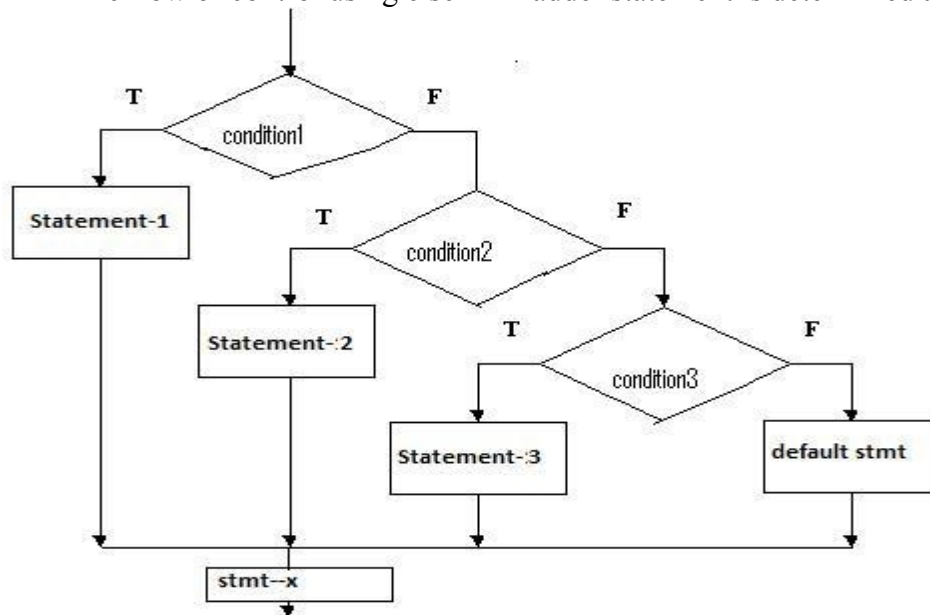 T
F
condition1
Statement-1
T
F
condition2
Statement-:2
T
F
condition3
Statement-:3
default stmt
stmt--x